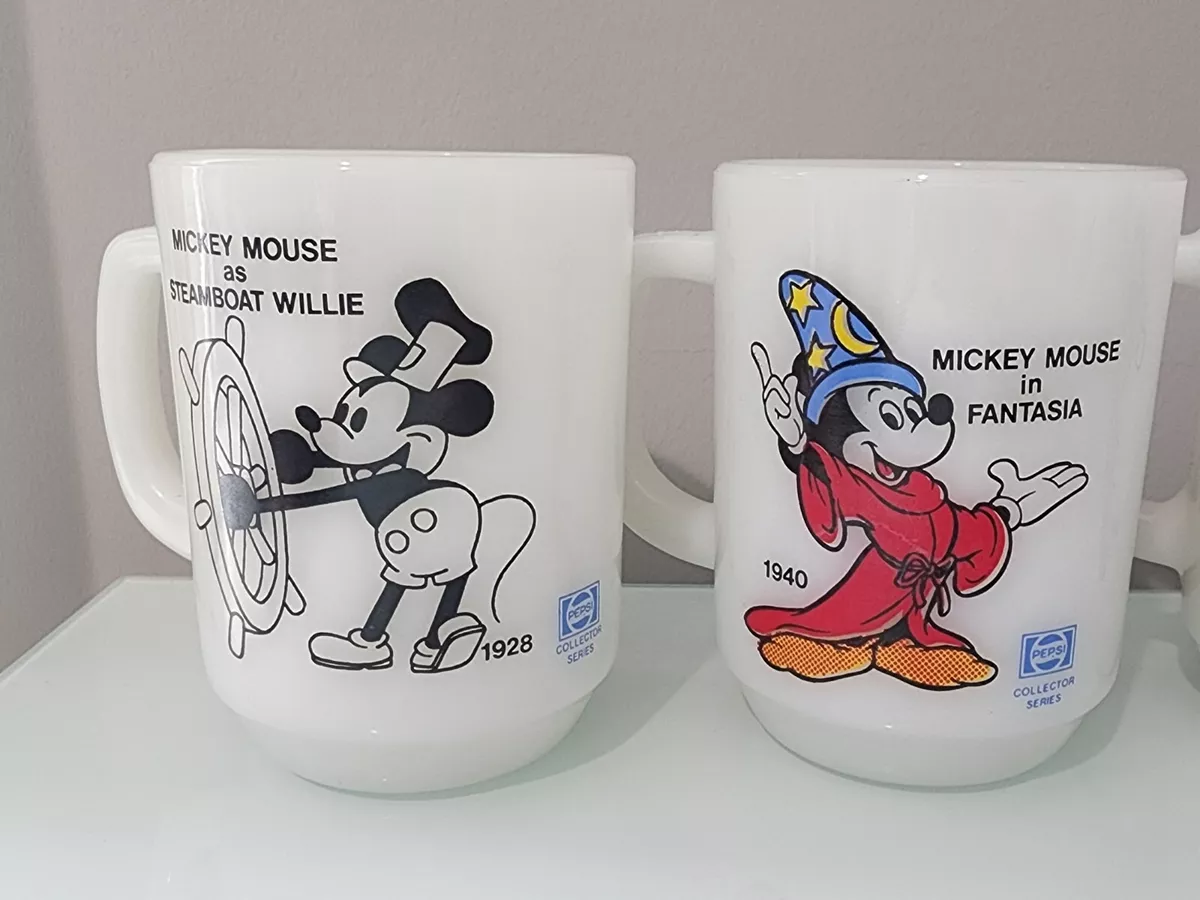 MICKEY MOUSE
as
STEAMBOAT WILLIE
1928
PEPSI
COLLECTOR
SERIES
MICKEY MOUSE
in
FANTASIA
1940
PEPSI
COLLECTOR
SERIES